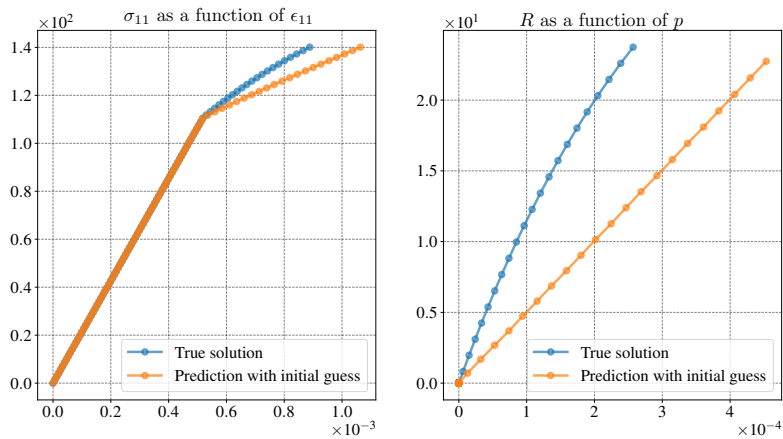 σ₁₁ as a function of ϵ₁₁
×10²
1.4
1.2
1.0
0.8
0.6
0.4
0.2
0.0
0.0 0.2 0.4 0.6 0.8 1.0
×10⁻³
True solution
Prediction with initial guess
R as a function of p
×10¹
2.0
1.5
1.0
0.5
0.0
0 1 2 3 4
×10⁻⁴
True solution
Prediction with initial guess